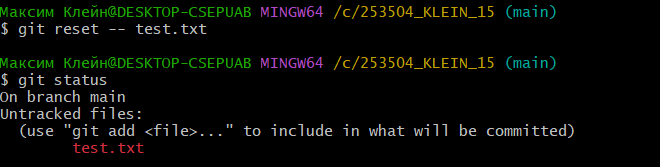 Максим Клейн@DESKTOP-CSEPUAB MINGW64 /c/253504_KLEIN_15 (main)
$ git reset -- test.txt
Максим Клейн@DESKTOP-CSEPUAB MINGW64 /c/253504_KLEIN_15 (main)
$ git status
On branch main
Untracked files:
  (use "git add <file>..." to include in what will be committed)
        test.txt